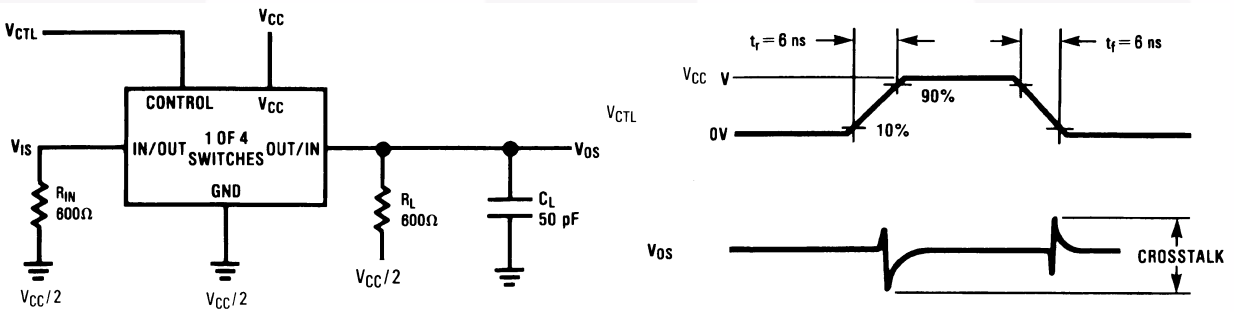 VCTL
VCC
CONTROL
VCC
VIS
IN/OUT
1 OF 4
SWITCHES
OUT/IN
VOS
GND
RIN
600Ω
RL
600Ω
CL
50 pF
VCC/2
VCC/2
VCC/2
tr = 6 ns
tf = 6 ns
VCC V
90%
VCTL
10%
0V
VOS
CROSSTALK